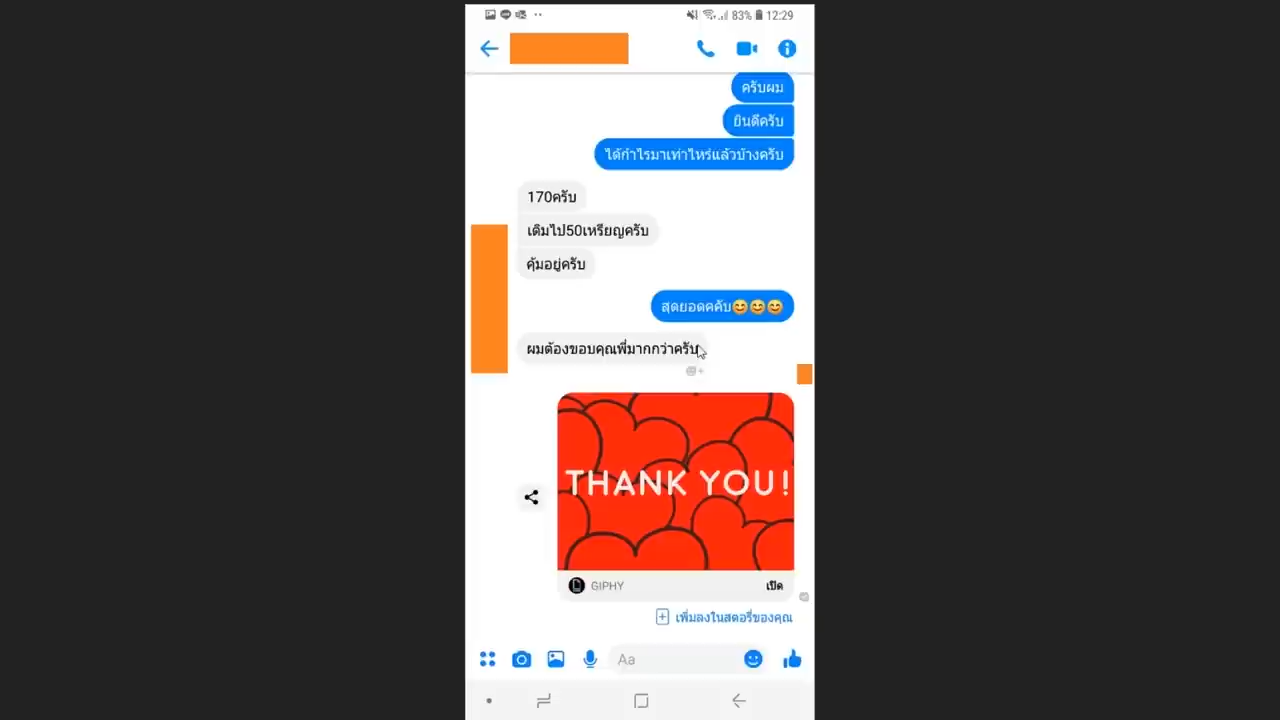 83% 12:29
ครับผม
ยินดีครับ
ได้กำไรมาเท่าไหร่แล้วบ้างครับ
170ครับ
เติมไป50เหรียญครับ
คุ้มอยู่ครับ
สุดยอดคคับ😊😊😊
ผมต้องขอบคุณพี่มากกว่าครับ
THANK YOU!
GIPHY เปิด
เพิ่มลงในสตอรี่ของคุณ
Aa